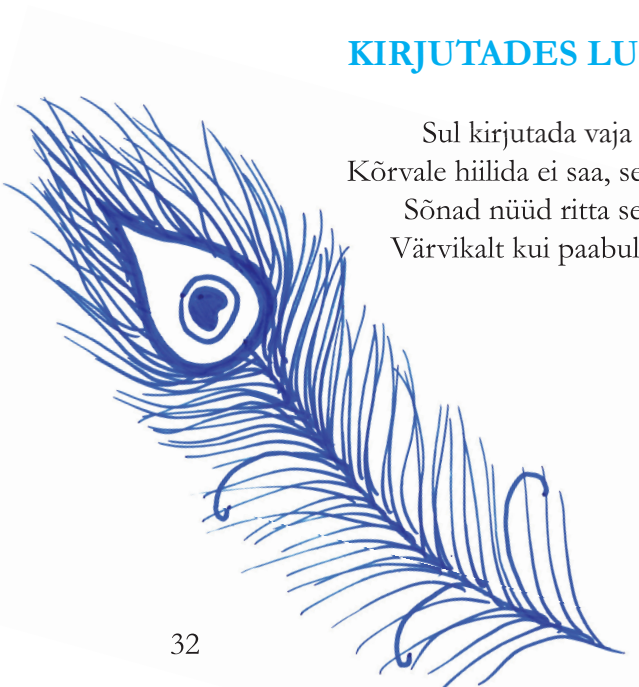 KIRJUTADES LU
Sul kirjutada vaja
Kõrvale hiilida ei saa, se
Sõnad nüüd ritta se
Värvikalt kui paabul
32